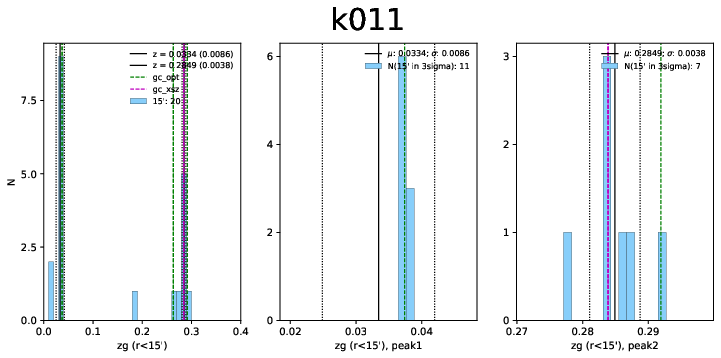 k011
z = 0.0334 (0.0086)
z = 0.2849 (0.0038)
gc_opt
gc_xsz
15': 20
N
0.0 2.5 5.0 7.5
0.0 0.1 0.2 0.3 0.4
zg (r<15')
μ: 0.0334; σ: 0.0086
N(15' in 3sigma): 11
0 2 4 6
0.02 0.03 0.04
zg (r<15'), peak1
μ: 0.2849; σ: 0.0038
N(15' in 3sigma): 7
0 1 2 3
0.27 0.28 0.29
zg (r<15'), peak2